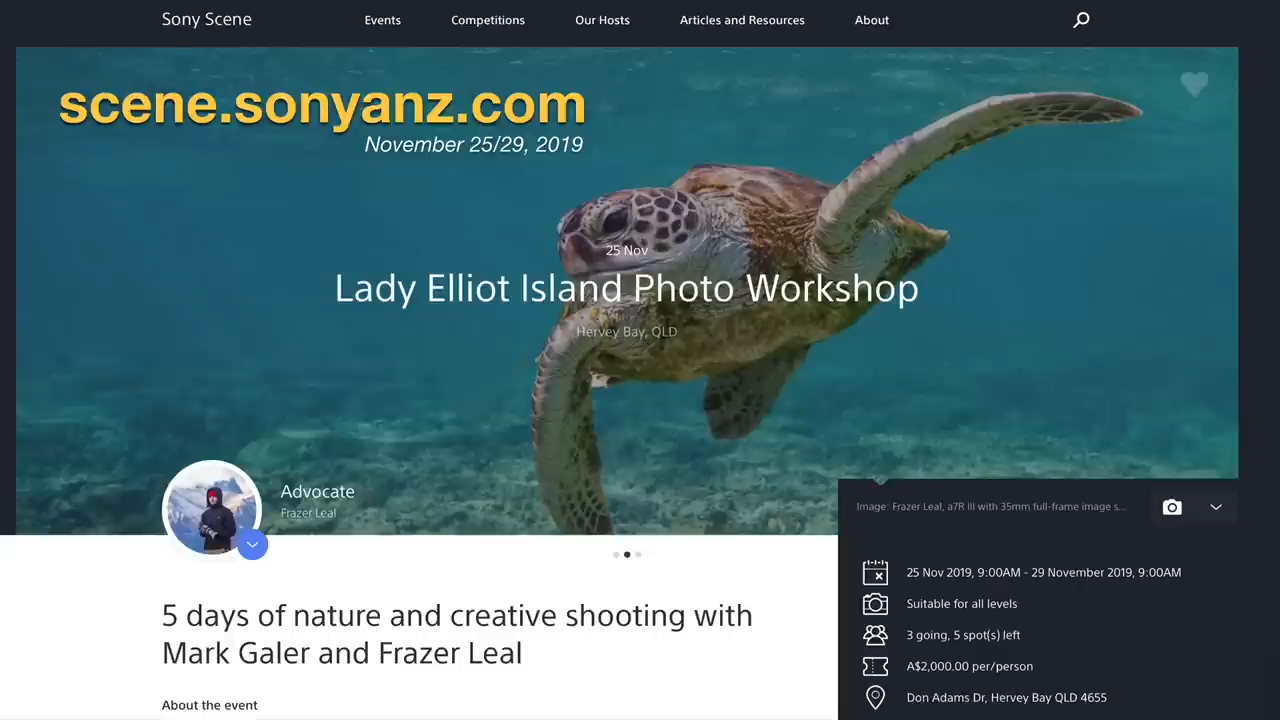 Sony Scene
Events
Competitions
Our Hosts
Articles and Resources
About
scene.sonyanz.com
November 25/29, 2019
25 Nov
Lady Elliot Island Photo Workshop
Hervey Bay, QLD
Advocate
Frazer Leal
Image: Frazer Leal, a7R III with 35mm full-frame image s...
25 Nov 2019, 9:00AM - 29 November 2019, 9:00AM
Suitable for all levels
3 going, 5 spot(s) left
A$2,000.00 per/person
Don Adams Dr, Hervey Bay QLD 4655
5 days of nature and creative shooting with
Mark Galer and Frazer Leal
About the event